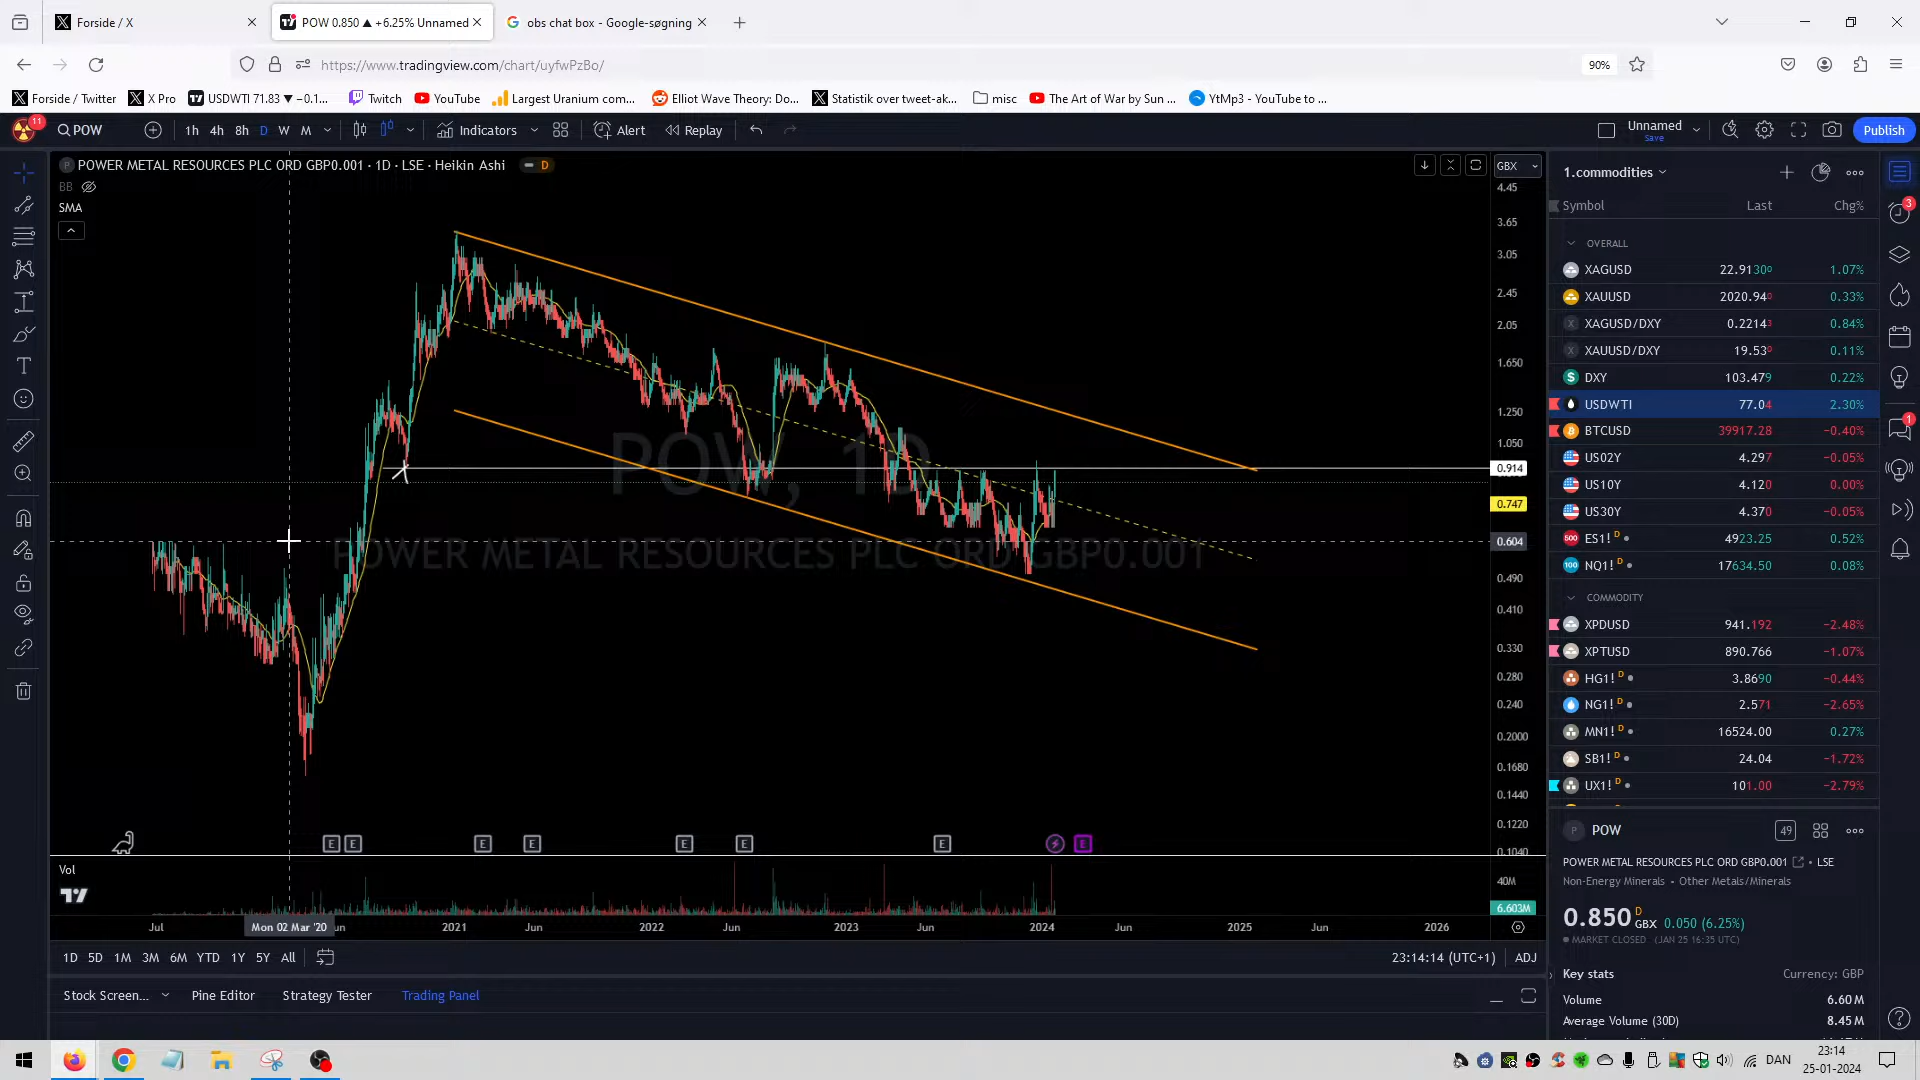 Forside / X
POW 0.850 ▲ +6.25% Unnamed
obs chat box - Google-søgning
https://www.tradingview.com/chart/uyfwPzBo/
90%
Forside / Twitter
X Pro
USDWTI 71.83 ▼ −0.1...
Twitch
YouTube
Largest Uranium com...
Elliot Wave Theory: Do...
Statistik over tweet-ak...
misc
The Art of War by Sun ...
YtMp3 - YouTube to ...
11
POW
1h 4h 8h D W M
Indicators
Alert
Replay
Unnamed
Save
Publish
POWER METAL RESOURCES PLC ORD GBP0.001 · 1D · LSE · Heikin Ashi
D
BB
SMA
GBX
4.45
3.65
3.05
2.45
2.05
1.650
1.250
1.050
0.914
0.747
0.604
0.490
0.410
0.330
0.280
0.240
0.2000
0.1680
0.1440
0.1220
0.1040
POW, 1D
POWER METAL RESOURCES PLC ORD GBP0.001
E E E E E E E E
Vol
40M
6.603M
Jul
Mon 02 Mar '20
un
2021
Jun
2022
Jun
2023
Jun
2024
Jun
2025
Jun
2026
1D 5D 1M 3M 6M YTD 1Y 5Y All
23:14:14 (UTC+1)
ADJ
Stock Screen...
Pine Editor
Strategy Tester
Trading Panel
1.commodities
Symbol Last Chg%
OVERALL
XAGUSD 22.9130⁰ 1.07%
XAUUSD 2020.94⁰ 0.33%
XAGUSD/DXY 0.2214³ 0.84%
XAUUSD/DXY 19.53⁰ 0.11%
DXY 103.479 0.22%
USDWTI 77.04 2.30%
BTCUSD 39917.28 −0.40%
US02Y 4.297 −0.05%
US10Y 4.120 0.00%
US30Y 4.370 −0.05%
ES1! D 4923.25 0.52%
NQ1! D 17634.50 0.08%
COMMODITY
XPDUSD 941.192 −2.48%
XPTUSD 890.766 −1.07%
HG1! D 3.8690 −0.44%
NG1! D 2.571 −2.65%
MN1! D 16524.00 0.27%
SB1! D 24.04 −1.72%
UX1! D 101.00 −2.79%
3
1
POW
49
POWER METAL RESOURCES PLC ORD GBP0.001 • LSE
Non-Energy Minerals • Other Metals/Minerals
0.850 D GBX 0.050 (6.25%)
MARKET CLOSED (JAN 25 16:35 UTC)
Key stats Currency: GBP
Volume 6.60 M
Average Volume (30D) 8.45 M
DAN
23:14
25-01-2024